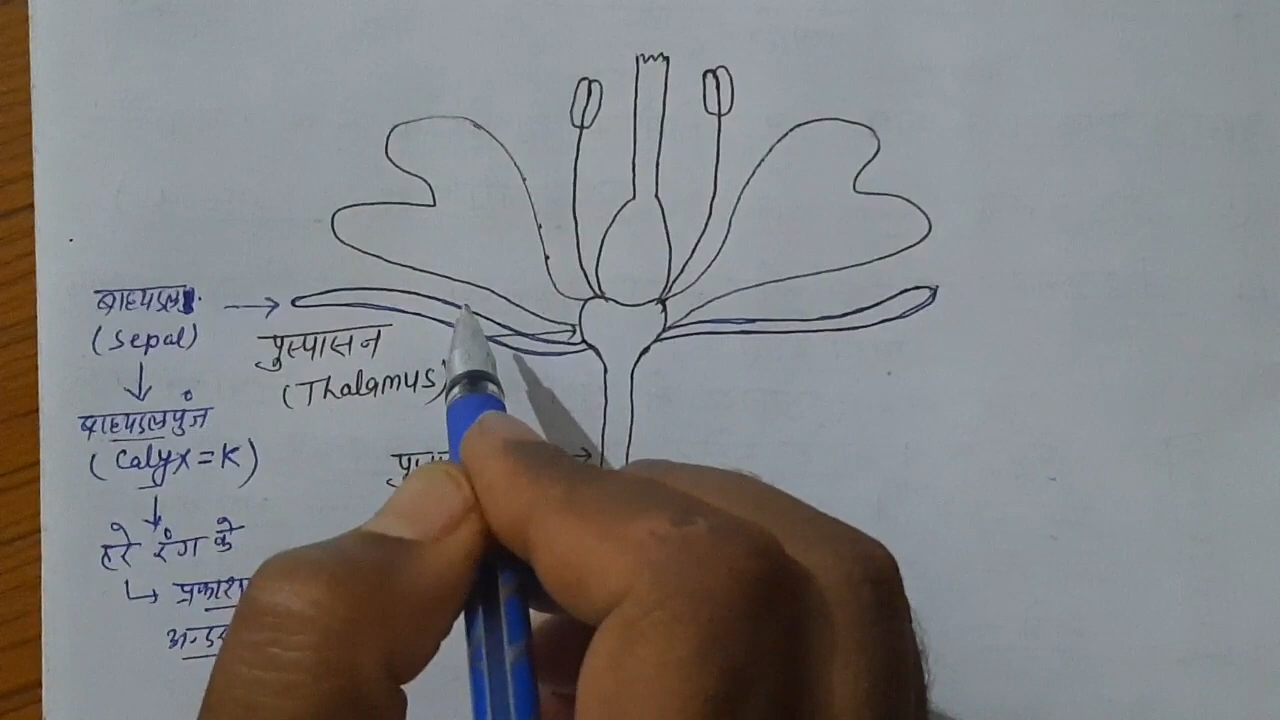 बाह्यदल
(Sepal)
पुष्पासन
(Thalamus)
बाह्यदलपुंज
(Calyx=K)
हरे रंग के